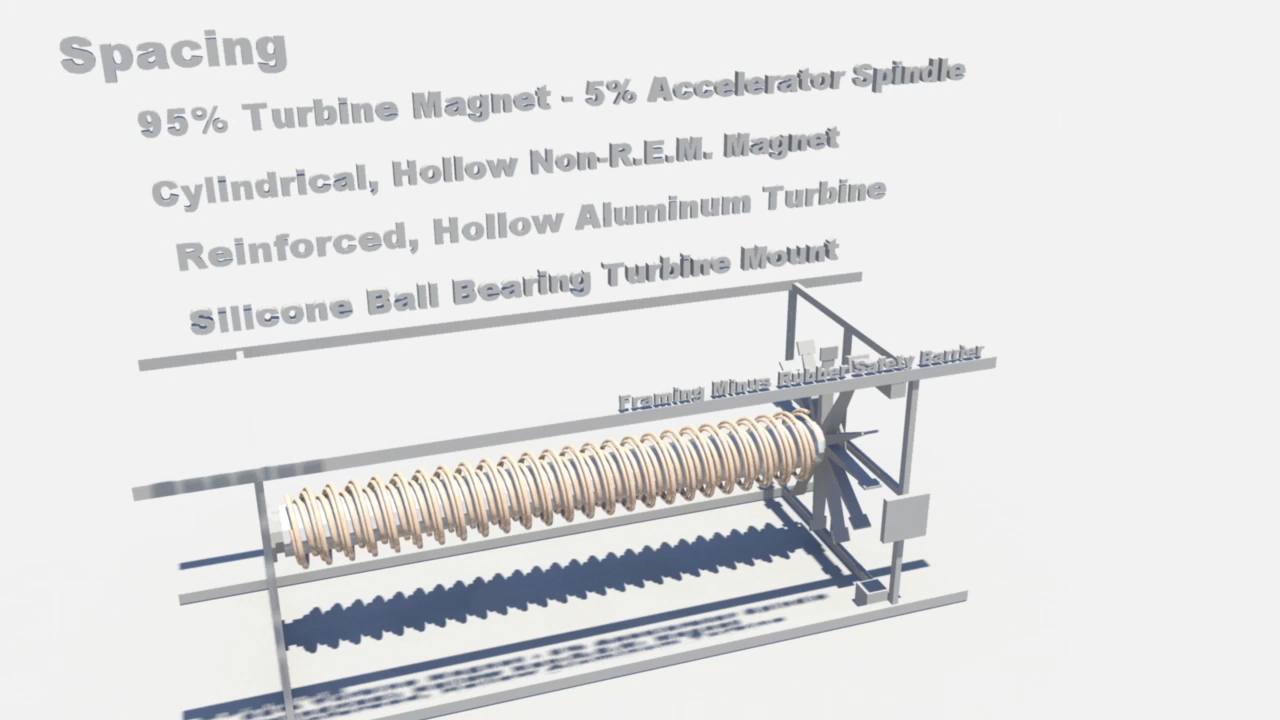 Spacing
95% Turbine Magnet - 5% Accelerator Spindle
Cylindrical, Hollow Non-R.E.M. Magnet
Reinforced, Hollow Aluminum Turbine
Silicone Ball Bearing Turbine Mount
Framing Minus Rubber Safety Barrier